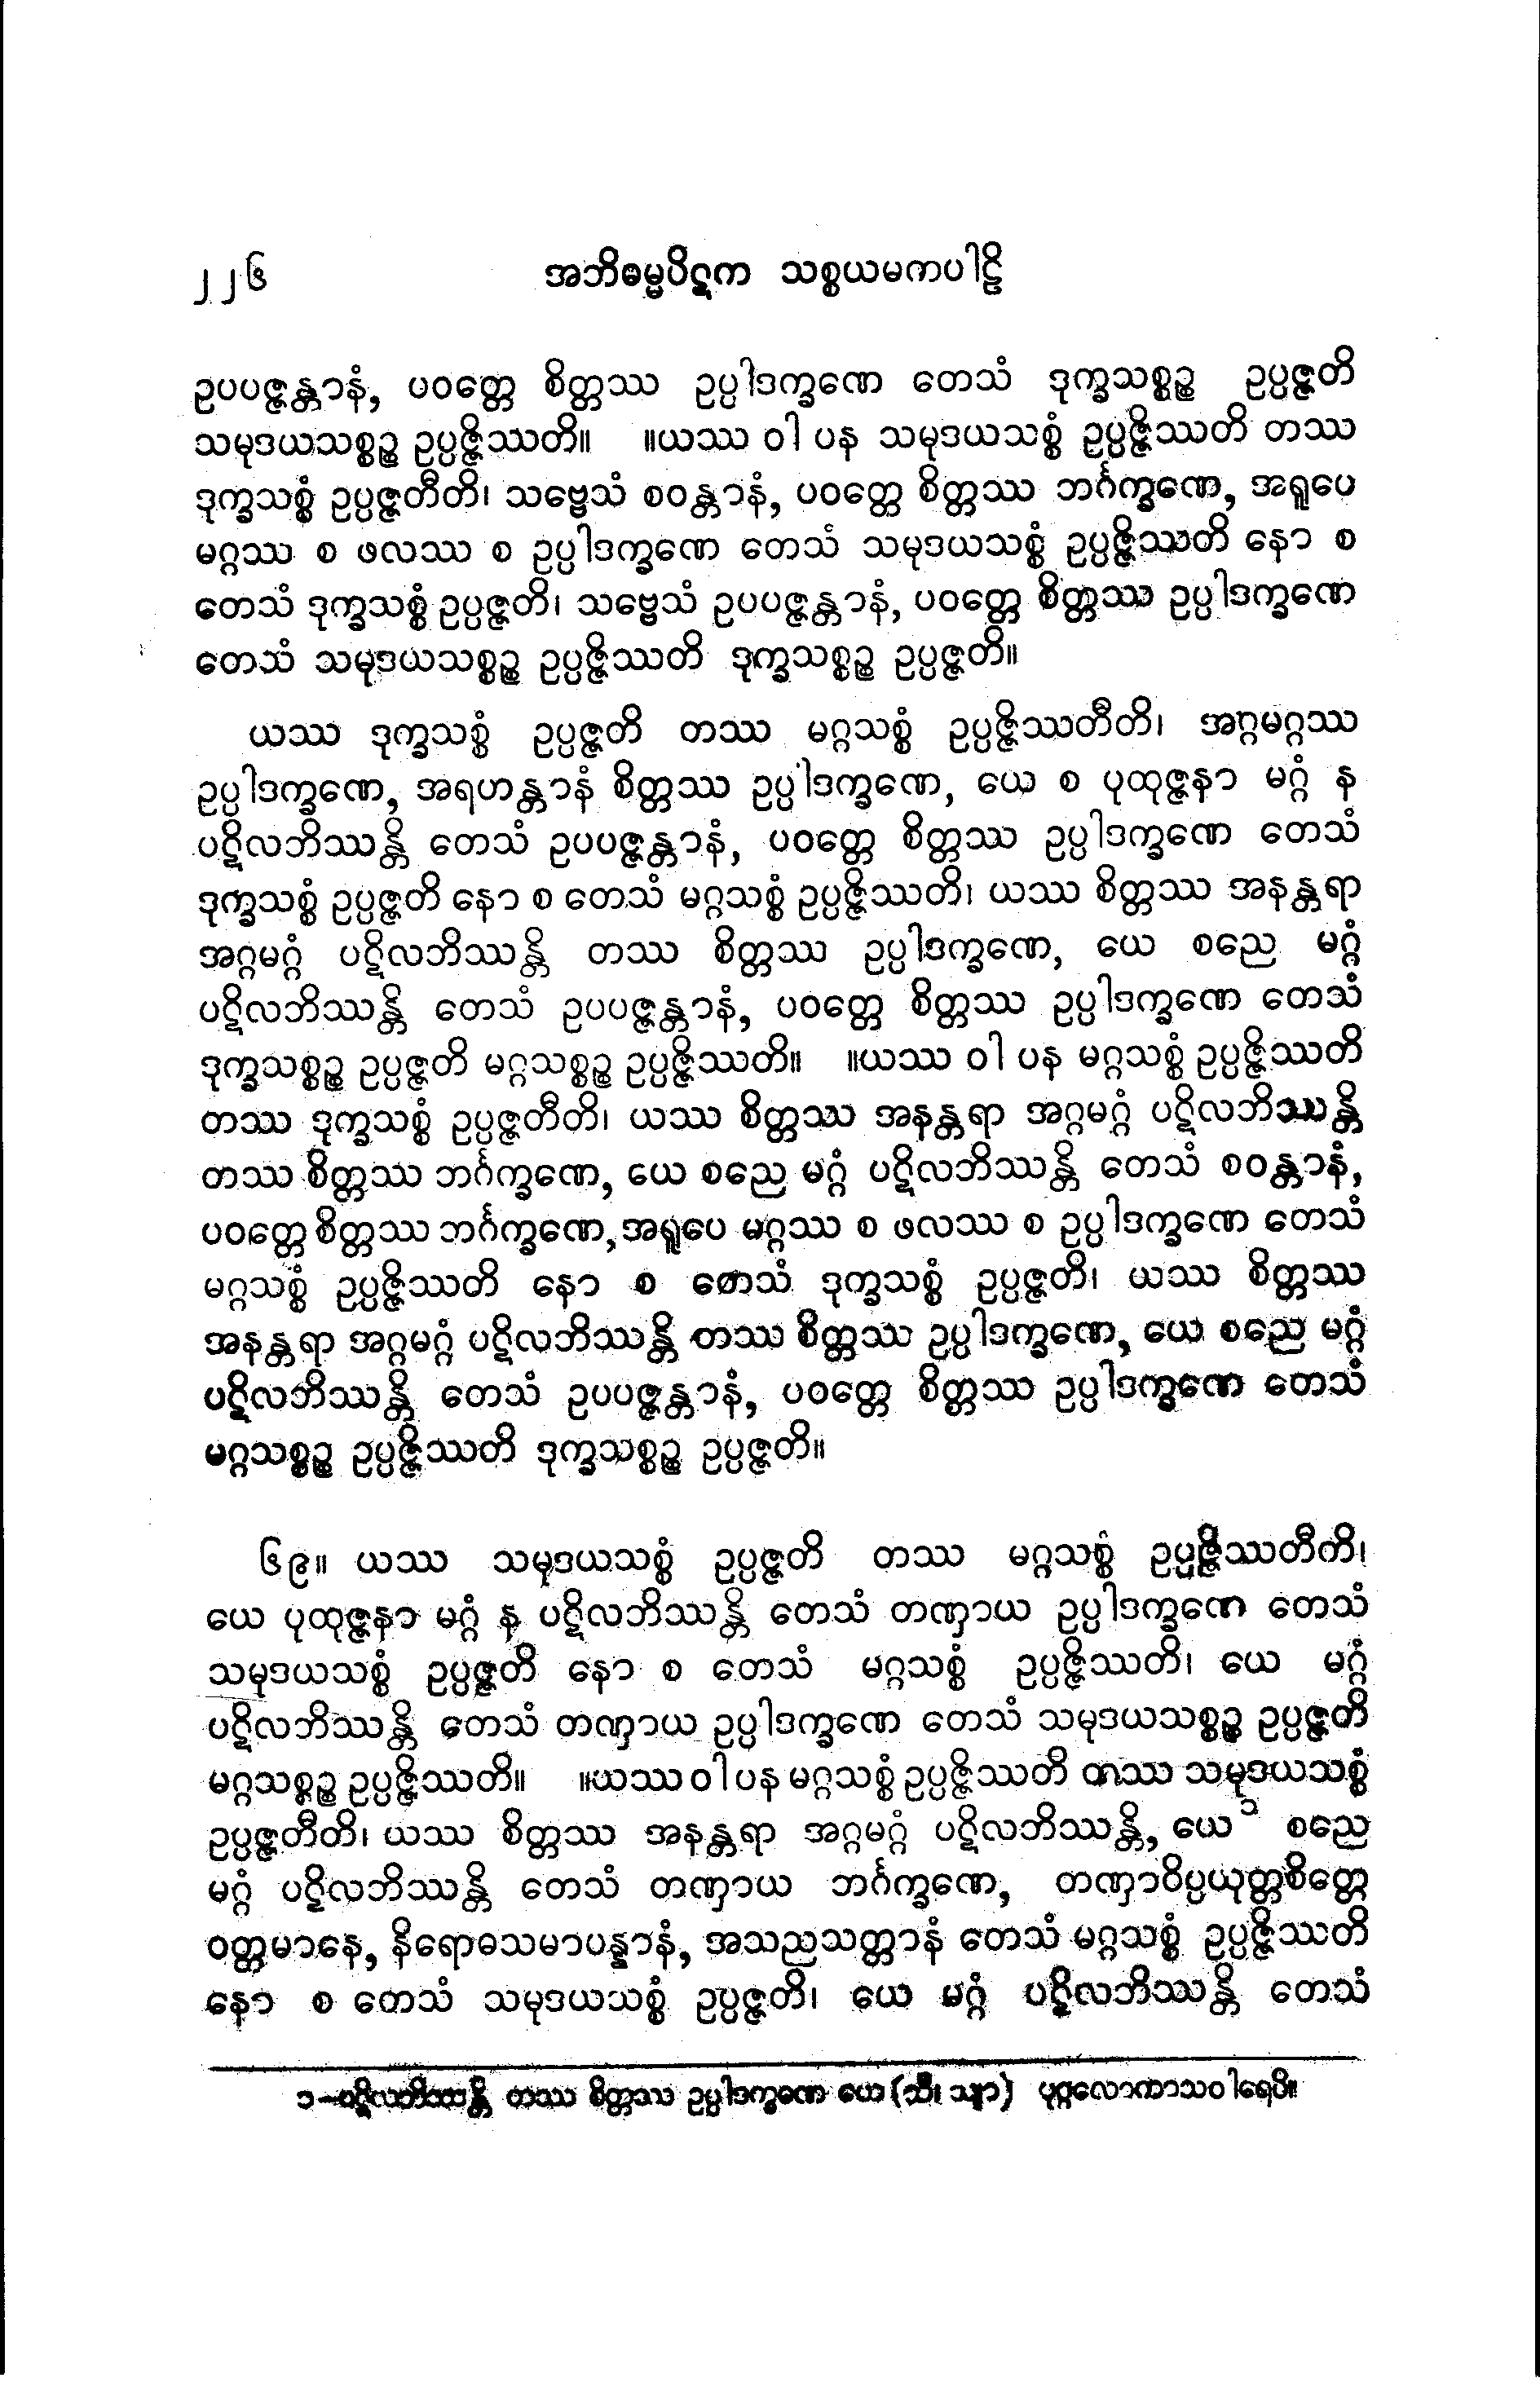 ၂၂၆ အဘိဓမ္မပိဋက သစ္စယမကပါဠိ
ဥပပဇ္ဇန္တာနံ, ပဝတ္တေ စိတ္တဿ ဥပ္ပါဒက္ခဏေ တေသံ ဒုက္ခသစ္စဉ္စ ဥပ္ပဇ္ဇတိ
သမုဒယသစ္စဉ္စ ဥပ္ပဇ္ဇိဿတိ။ ။ယဿ ဝါ ပန သမုဒယသစ္စံ ဥပ္ပဇ္ဇိဿတိ တဿ
ဒုက္ခသစ္စံ ဥပ္ပဇ္ဇတီတိ၊ သဗ္ဗေသံ စဝန္တာနံ, ပဝတ္တေ စိတ္တဿ ဘင်္ဂက္ခဏေ, အရူပေ
မဂ္ဂဿ စ ဖလဿ စ ဥပ္ပါဒက္ခဏေ တေသံ သမုဒယသစ္စံ ဥပ္ပဇ္ဇိဿတိ နော စ
တေသံ ဒုက္ခသစ္စံ ဥပ္ပဇ္ဇတိ၊ သဗ္ဗေသံ ဥပပဇ္ဇန္တာနံ, ပဝတ္တေ စိတ္တဿ ဥပ္ပါဒက္ခဏေ
တေသံ သမုဒယသစ္စဉ္စ ဥပ္ပဇ္ဇိဿတိ ဒုက္ခသစ္စဉ္စ ဥပ္ပဇ္ဇတိ။
ယဿ ဒုက္ခသစ္စံ ဥပ္ပဇ္ဇတိ တဿ မဂ္ဂသစ္စံ ဥပ္ပဇ္ဇိဿတီတိ၊ အဂ္ဂမဂ္ဂဿ
ဥပ္ပါဒက္ခဏေ, အရဟန္တာနံ စိတ္တဿ ဥပ္ပါဒက္ခဏေ, ယေ စ ပုထုဇ္ဇနာ မဂ္ဂံ န
ပဋိလဘိဿန္တိ တေသံ ဥပပဇ္ဇန္တာနံ, ပဝတ္တေ စိတ္တဿ ဥပ္ပါဒက္ခဏေ တေသံ
ဒုက္ခသစ္စံ ဥပ္ပဇ္ဇတိ နော စ တေသံ မဂ္ဂသစ္စံ ဥပ္ပဇ္ဇိဿတိ၊ ယဿ စိတ္တဿ အနန္တရာ
အဂ္ဂမဂ္ဂံ ပဋိလဘိဿန္တိ တဿ စိတ္တဿ ဥပ္ပါဒက္ခဏေ, ယေ စညေ မဂ္ဂံ
ပဋိလဘိဿန္တိ တေသံ ဥပပဇ္ဇန္တာနံ, ပဝတ္တေ စိတ္တဿ ဥပ္ပါဒက္ခဏေ တေသံ
ဒုက္ခသစ္စဉ္စ ဥပ္ပဇ္ဇတိ မဂ္ဂသစ္စဉ္စ ဥပ္ပဇ္ဇိဿတိ။ ။ယဿ ဝါ ပန မဂ္ဂသစ္စံ ဥပ္ပဇ္ဇိဿတိ
တဿ ဒုက္ခသစ္စံ ဥပ္ပဇ္ဇတီတိ၊ ယဿ စိတ္တဿ အနန္တရာ အဂ္ဂမဂ္ဂံ ပဋိလဘိဿန္တိ
တဿ စိတ္တဿ ဘင်္ဂက္ခဏေ, ယေ စညေ မဂ္ဂံ ပဋိလဘိဿန္တိ တေသံ စဝန္တာနံ,
ပဝတ္တေ စိတ္တဿ ဘင်္ဂက္ခဏေ, အရူပေ မဂ္ဂဿ စ ဖလဿ စ ဥပ္ပါဒက္ခဏေ တေသံ
မဂ္ဂသစ္စံ ဥပ္ပဇ္ဇိဿတိ နော စ တေသံ ဒုက္ခသစ္စံ ဥပ္ပဇ္ဇတိ၊ ယဿ စိတ္တဿ
အနန္တရာ အဂ္ဂမဂ္ဂံ ပဋိလဘိဿန္တိ တဿ စိတ္တဿ ဥပ္ပါဒက္ခဏေ, ယေ စညေ မဂ္ဂံ
ပဋိလဘိဿန္တိ တေသံ ဥပပဇ္ဇန္တာနံ, ပဝတ္တေ စိတ္တဿ ဥပ္ပါဒက္ခဏေ တေသံ
မဂ္ဂသစ္စဉ္စ ဥပ္ပဇ္ဇိဿတိ ဒုက္ခသစ္စဉ္စ ဥပ္ပဇ္ဇတိ။
၆၉။ ယဿ သမုဒယသစ္စံ ဥပ္ပဇ္ဇတိ တဿ မဂ္ဂသစ္စံ ဥပ္ပဇ္ဇိဿတီကိ၊
ယေ ပုထုဇ္ဇနာ မဂ္ဂံ န ပဋိလဘိဿန္တိ တေသံ တဏှာယ ဥပ္ပါဒက္ခဏေ တေသံ
သမုဒယသစ္စံ ဥပ္ပဇ္ဇတိ နော စ တေသံ မဂ္ဂသစ္စံ ဥပ္ပဇ္ဇိဿတိ၊ ယေ မဂ္ဂံ
ပဋိလဘိဿန္တိ တေသံ တဏှာယ ဥပ္ပါဒက္ခဏေ တေသံ သမုဒယသစ္စဉ္စ ဥပ္ပဇ္ဇတိ
မဂ္ဂသစ္စဉ္စ ဥပ္ပဇ္ဇိဿတိ။ ။ယဿ ဝါ ပန မဂ္ဂသစ္စံ ဥပ္ပဇ္ဇိဿတိ တဿ သမုဒယသစ္စံ
ဥပ္ပဇ္ဇတီတိ၊ ယဿ စိတ္တဿ အနန္တရာ အဂ္ဂမဂ္ဂံ ပဋိလဘိဿန္တိ, ယေ ၁ စညေ
မဂ္ဂံ ပဋိလဘိဿန္တိ တေသံ တဏှာယ ဘင်္ဂက္ခဏေ, တဏှာဝိပ္ပယုတ္တစိတ္တေ
ဝတ္တမာနေ, နိရောဓသမာပန္နာနံ, အသညသတ္တာနံ တေသံ မဂ္ဂသစ္စံ ဥပ္ပဇ္ဇိဿတိ
နော စ တေသံ သမုဒယသစ္စံ ဥပ္ပဇ္ဇတိ၊ ယေ မဂ္ဂံ ပဋိလဘိဿန္တိ တေသံ
၁-ပဋိလဘိဿန္တိ တဿ စိတ္တဿ ဥပ္ပါဒက္ခဏေ ယေ (သီ၊ သျာ) ပုဂ္ဂလောကာသဝါရေပိ။